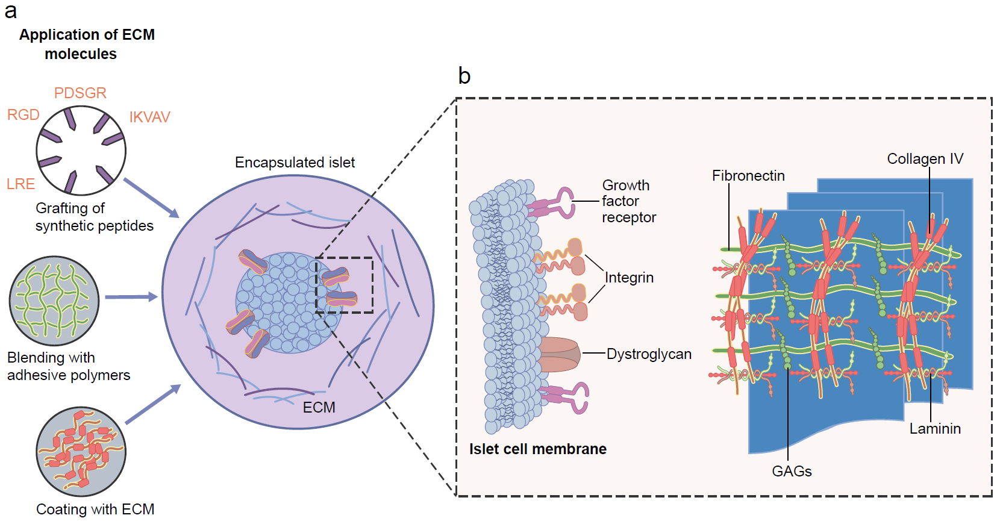 a
Application of ECM
molecules
PDSGR
RGD
IKVAV
LRE
Grafting of
synthetic peptides
Blending with
adhesive polymers
Coating with ECM
Encapsulated islet
ECM
b
Growth
factor
receptor
Integrin
Dystroglycan
Islet cell membrane
Fibronectin
Collagen IV
Laminin
GAGs